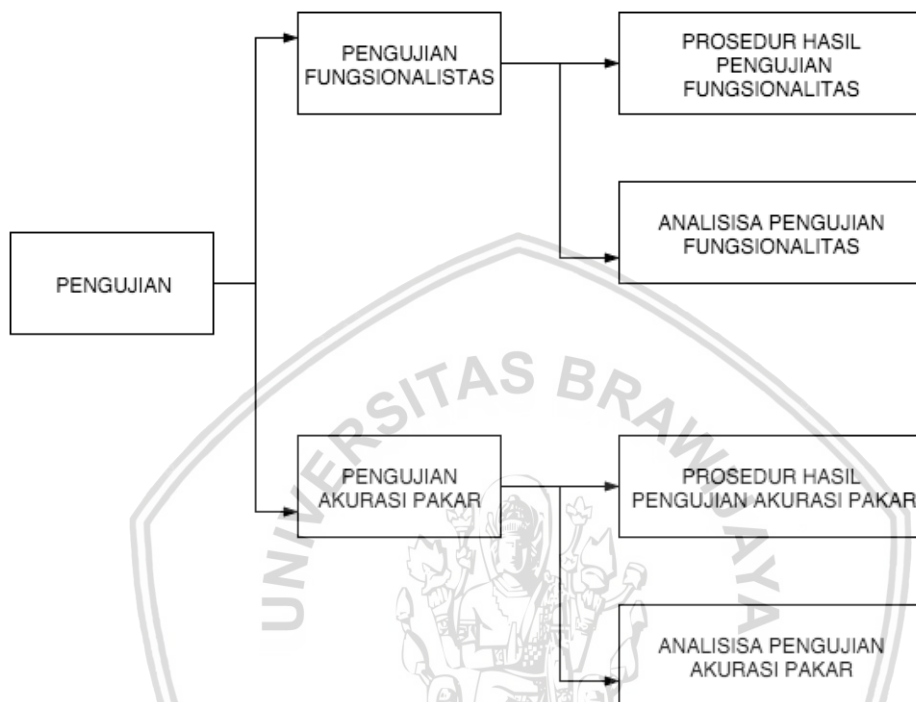 PENGUJIAN
FUNGSIONALISTAS
PROSEDUR HASIL
PENGUJIAN
FUNGSIONALITAS
ANALISISA PENGUJIAN
FUNGSIONALITAS
PENGUJIAN
UNIVERSITAS BRAWIJAYA
PENGUJIAN
AKURASI PAKAR
PROSEDUR HASIL
PENGUJIAN AKURASI PAKAR
ANALISISA PENGUJIAN
AKURASI PAKAR